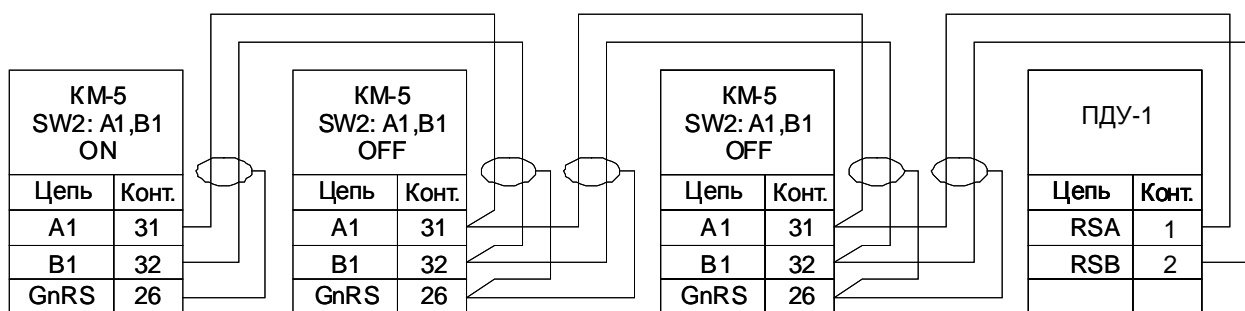 КМ-5
SW2: A1,B1
ON
Цепь Конт.
A1 31
B1 32
GnRS 26
КМ-5
SW2: A1,B1
OFF
Цепь Конт.
A1 31
B1 32
GnRS 26
КМ-5
SW2: A1,B1
OFF
Цепь Конт.
A1 31
B1 32
GnRS 26
ПДУ-1
Цепь Конт.
RSA 1
RSB 2